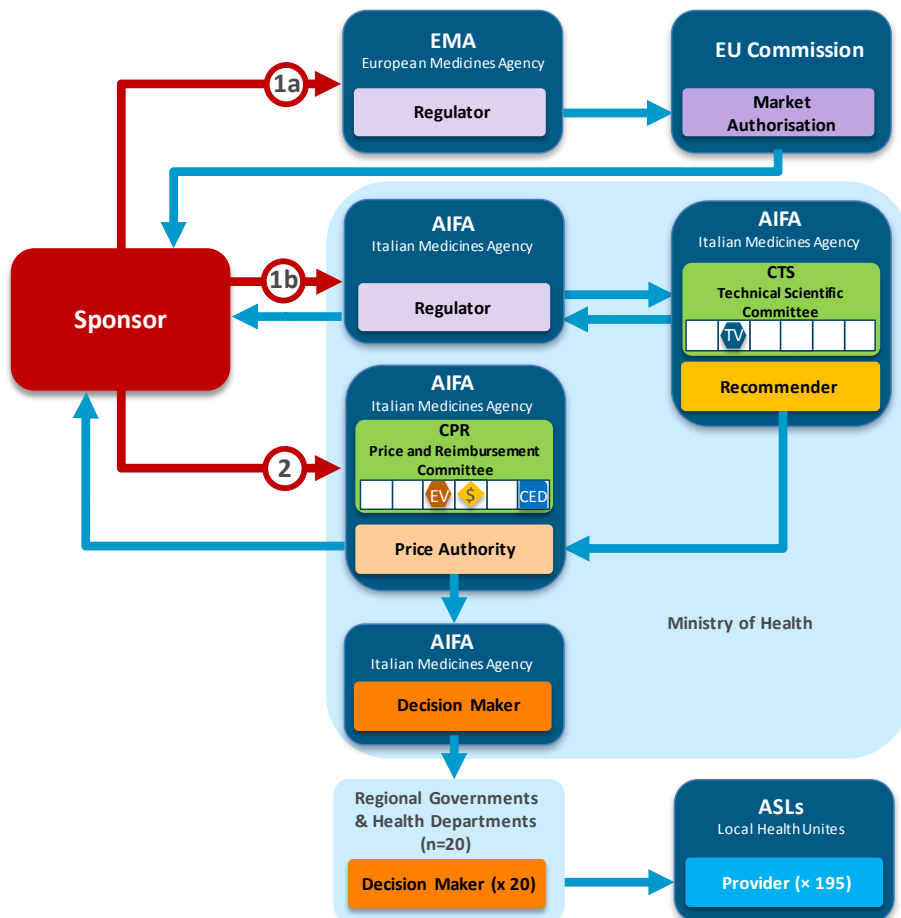 EMA
European Medicines Agency
Regulator
EU Commission
Market
Authorisation
1a
Sponsor
1b
AIFA
Italian Medicines Agency
Regulator
AIFA
Italian Medicines Agency
CTS
Technical Scientific
Committee
TV
Recommender
2
AIFA
Italian Medicines Agency
CPR
Price and Reimbursement
Committee
EV
$
CED
Price Authority
Ministry of Health
AIFA
Italian Medicines Agency
Decision Maker
Regional Governments
& Health Departments
(n=20)
Decision Maker (x 20)
ASLs
Local Health Unites
Provider (× 195)